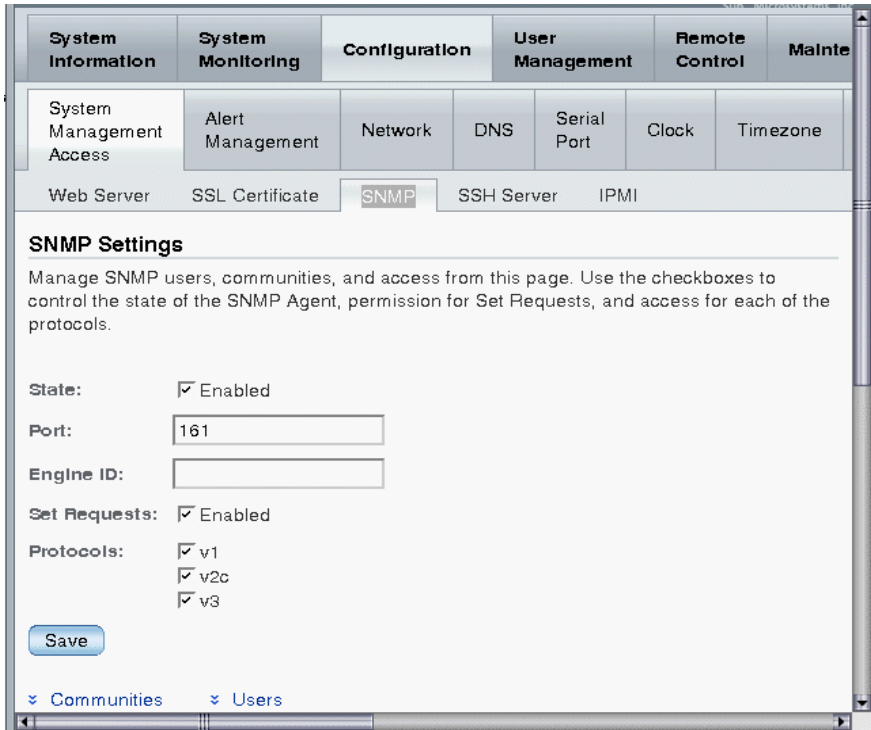 Sun Microsystems, Inc.
System Information
System Monitoring
Configuration
User Management
Remote Control
Mainte
System Management Access
Alert Management
Network
DNS
Serial Port
Clock
Timezone
Web Server
SSL Certificate
SNMP
SSH Server
IPMI
SNMP Settings
Manage SNMP users, communities, and access from this page. Use the checkboxes to
control the state of the SNMP Agent, permission for Set Requests, and access for each of the
protocols.
State: Enabled
Port: 161
Engine ID:
Set Requests: Enabled
Protocols: v1
v2c
v3
Save
Communities Users